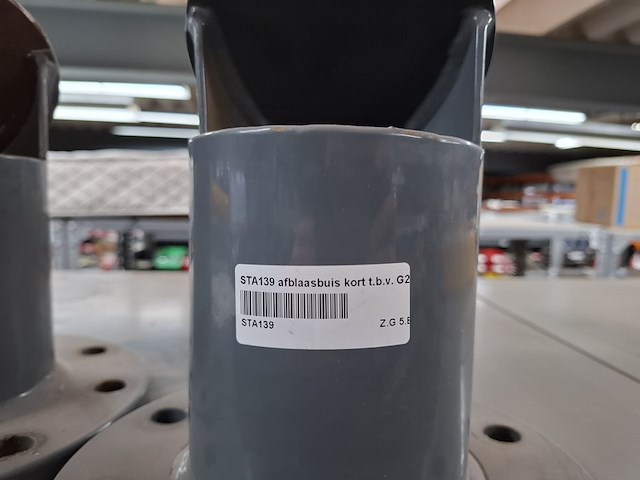 STA139 afblaasbuis kort t.b.v. G2
STA139
Z.G 5.E